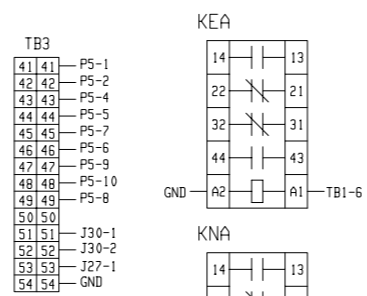 KEA
TB3
41 41 P5-1
42 42 P5-2
43 43 P5-4
44 44 P5-5
45 45 P5-7
46 46 P5-6
47 47 P5-9
48 48 P5-10
49 49 P5-8
50 50
51 51 J30-1
52 52 J30-2
53 53 J27-1
54 54 GND
14 13
22 21
32 31
44 43
GND A2 A1 TB1-6
KNA
14 13